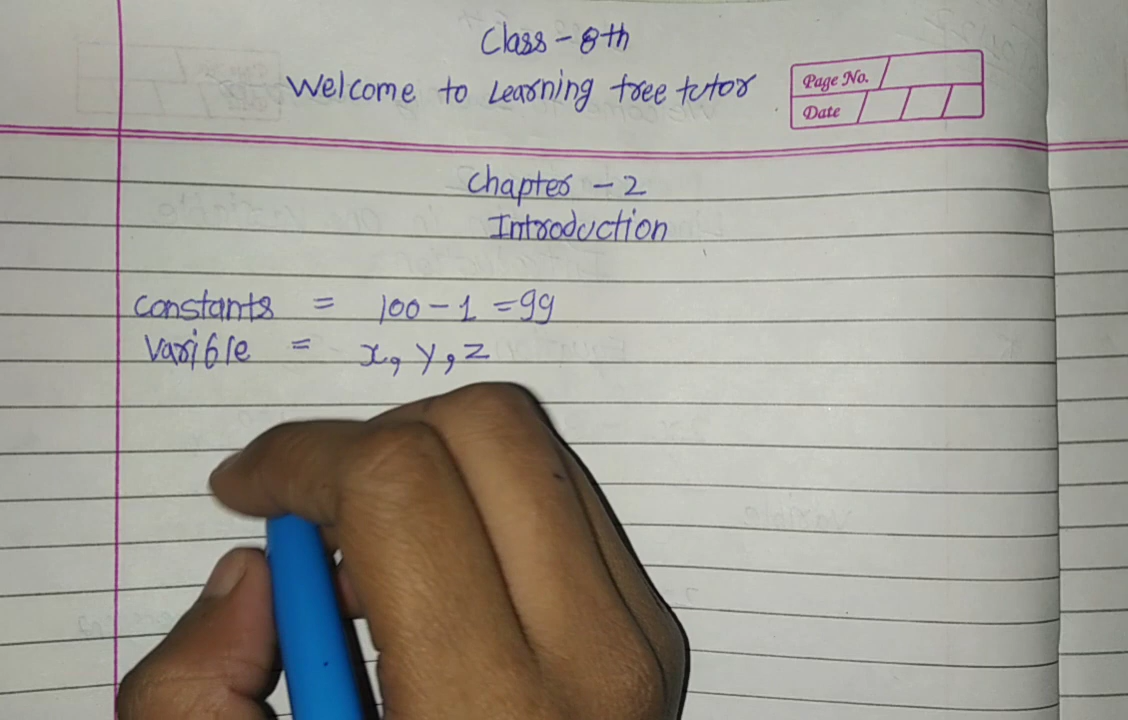 Class - 8th
Welcome to Learning tree tutor
Page No.
Date
Chapter - 2
Introduction
Constants = 100 - 1 = 99
Varible = x, y, z